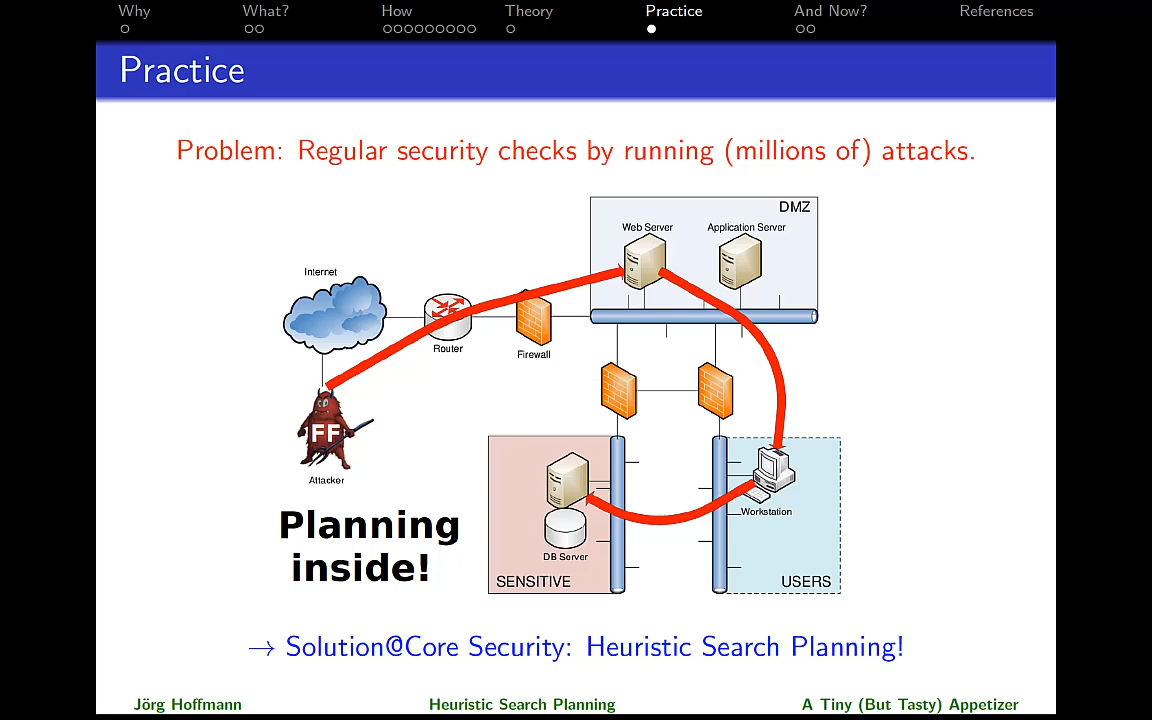 Why What? How Theory Practice And Now? References
Practice
Problem: Regular security checks by running (millions of) attacks.
DMZ
Web Server Application Server
Internet
Router
Firewall
FF
Attacker
Workstation
DB Server
SENSITIVE USERS
Planning
inside!
→ Solution@Core Security: Heuristic Search Planning!
Jörg Hoffmann Heuristic Search Planning A Tiny (But Tasty) Appetizer